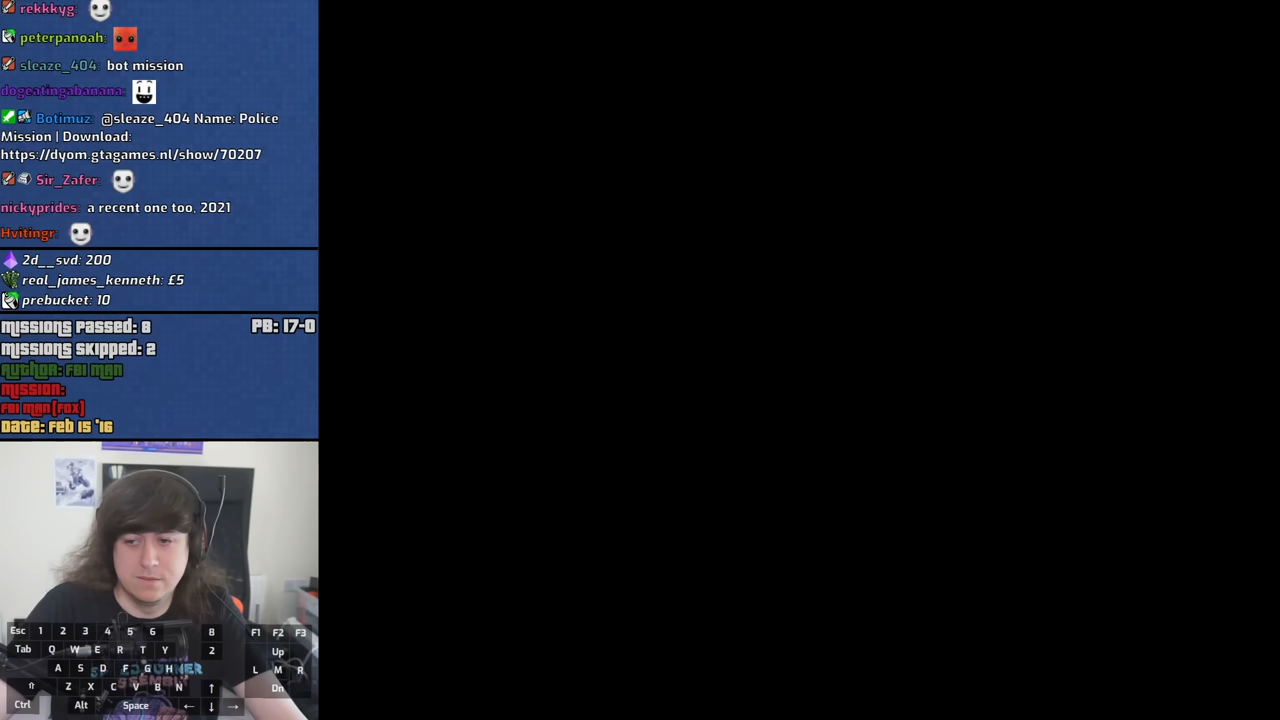 rekkkyg:
peterpanoah:
sleaze_404: bot mission
dogeatingabanana:
Botimuz: @sleaze_404 Name: Police
Mission | Download:
https://dyom.gtagames.nl/show/70207
Sir_Zafer:
nickyprides: a recent one too, 2021
Hvitingr:
2d__svd: 200
real_james_kenneth: £5
prebucket: 10
Missions Passed: 8 PB: 17-0
Missions Skipped: 2
Author: FBI MAN
Mission:
FBI MAN[FOX]
Date: Feb 15 '16
Esc 1 2 3 4 5 6 8 F1 F2 F3
Tab Q W E R T Y 2 Up
A S D F G H L M R
⇧ Z X C V B N ↑ Dn
Ctrl Alt Space ← ↓ →